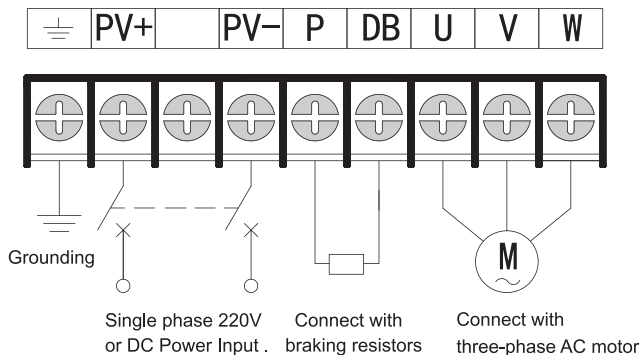 PV+ PV- P DB U V W
Grounding
M
Single phase 220V
or DC Power Input .
Connect with
braking resistors
Connect with
three-phase AC motor